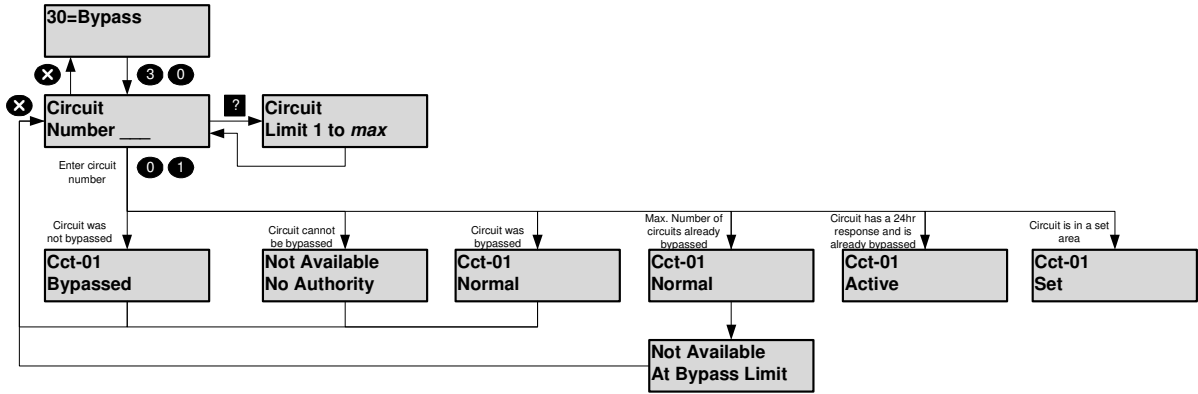 30=Bypass
3 0
Circuit
Number ___
?
Circuit
Limit 1 to max
Enter circuit
number
0 1
Circuit was
not bypassed
Circuit cannot
be bypassed
Circuit was
bypassed
Max. Number of
circuits already
bypassed
Circuit has a 24hr
response and is
already bypassed
Circuit is in a set
area
Cct-01
Bypassed
Not Available
No Authority
Cct-01
Normal
Cct-01
Normal
Cct-01
Active
Cct-01
Set
Not Available
At Bypass Limit